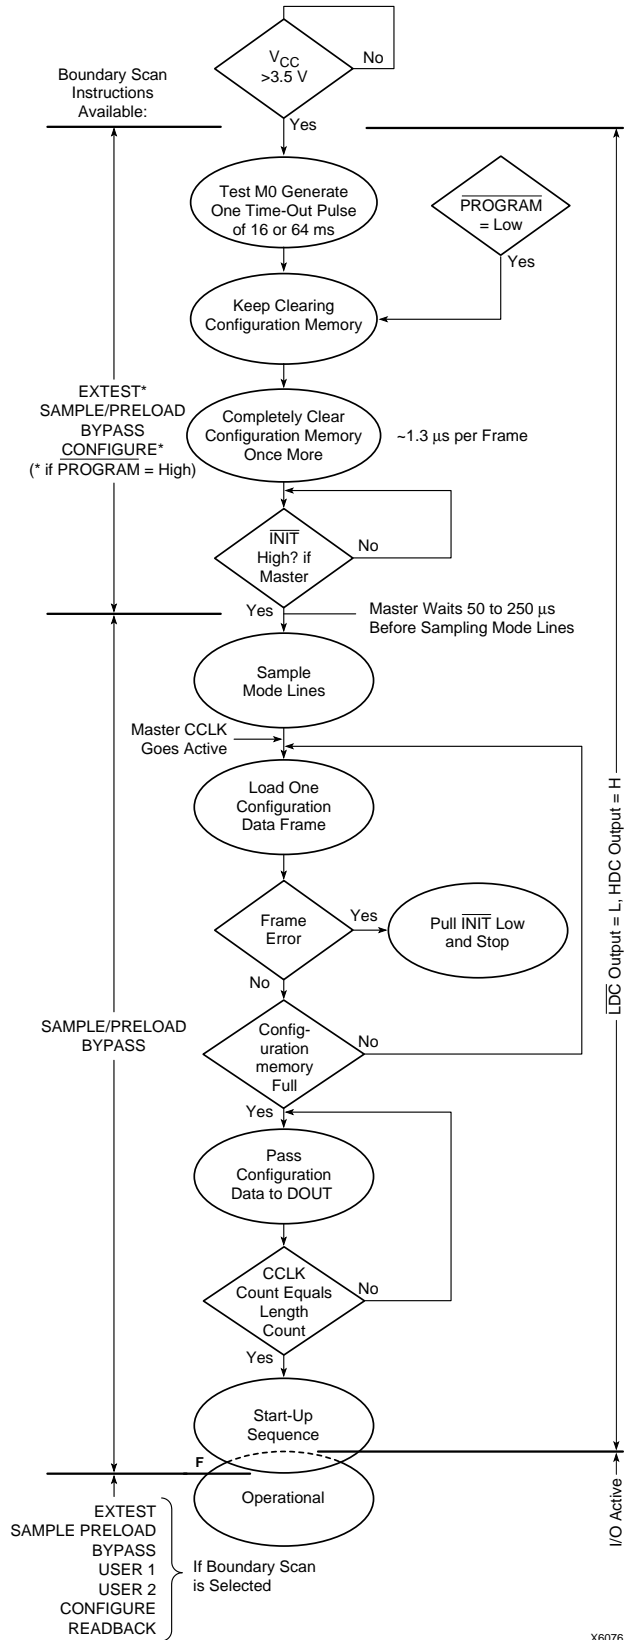 V_CC
>3.5 V
No
Boundary Scan
Instructions
Available:
Yes
Test M0 Generate
One Time-Out Pulse
of 16 or 64 ms
PROGRAM
= Low
Yes
Keep Clearing
Configuration Memory
EXTEST*
SAMPLE/PRELOAD
BYPASS
CONFIGURE*
(* if PROGRAM = High)
Completely Clear
Configuration Memory
Once More
~1.3 µs per Frame
INIT
High? if
Master
No
Yes
Master Waits 50 to 250 µs
Before Sampling Mode Lines
Sample
Mode Lines
Master CCLK
Goes Active
Load One
Configuration
Data Frame
LDC Output = L, HDC Output = H
Frame
Error
Yes
Pull INIT Low
and Stop
No
SAMPLE/PRELOAD
BYPASS
Config-
uration
memory
Full
No
Yes
Pass
Configuration
Data to DOUT
CCLK
Count Equals
Length
Count
No
Yes
Start-Up
Sequence
F
Operational
I/O Active
EXTEST
SAMPLE PRELOAD
BYPASS
USER 1
USER 2
CONFIGURE
READBACK
If Boundary Scan
is Selected
X6076